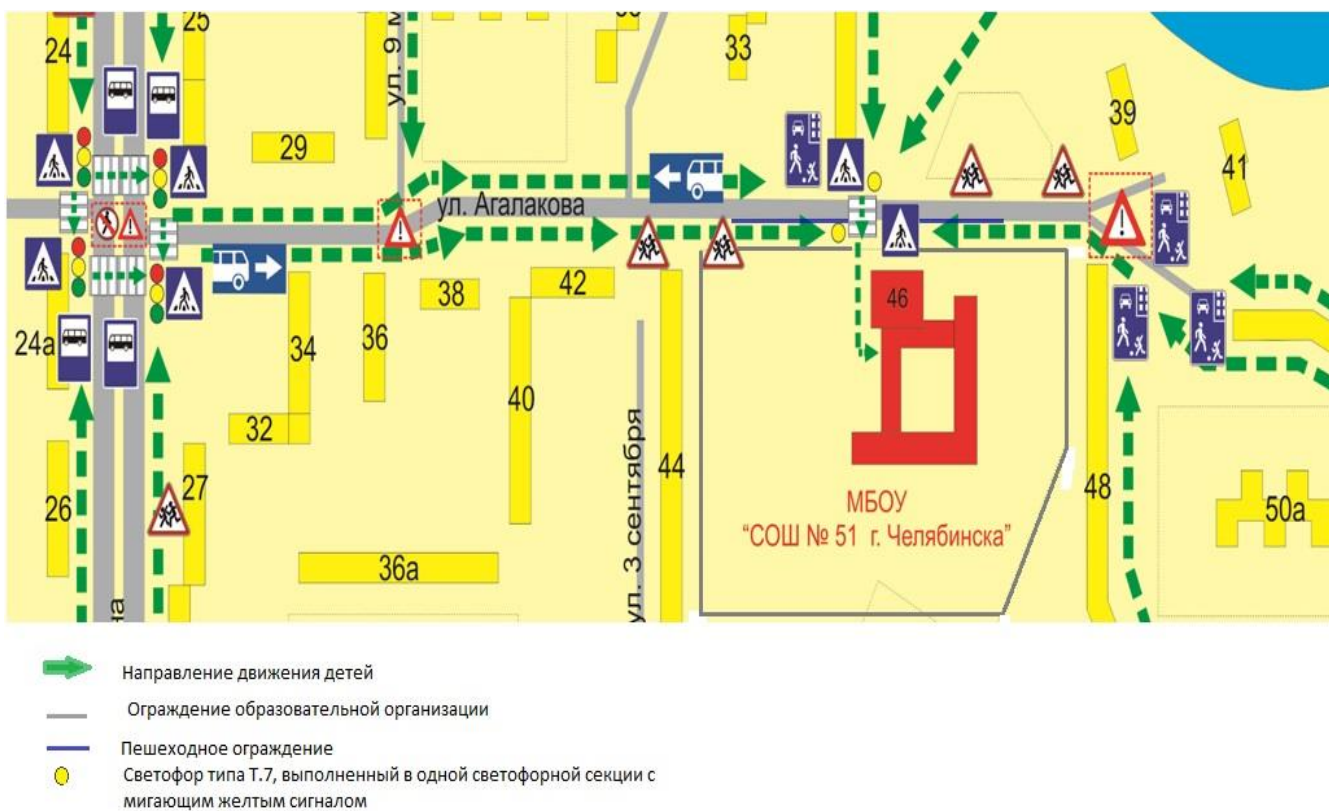 24
25
ул. 9 м
33
39
41
29
ул. Агалакова
46
38
42
24а
34
36
40
32
44
48
26
27
ул. 3 сентября
МБОУ
“СОШ № 51 г. Челябинска”
50а
36а
на
Направление движения детей
Ограждение образовательной организации
Пешеходное ограждение
Светофор типа Т.7, выполненный в одной светофорной секции с
мигающим желтым сигналом